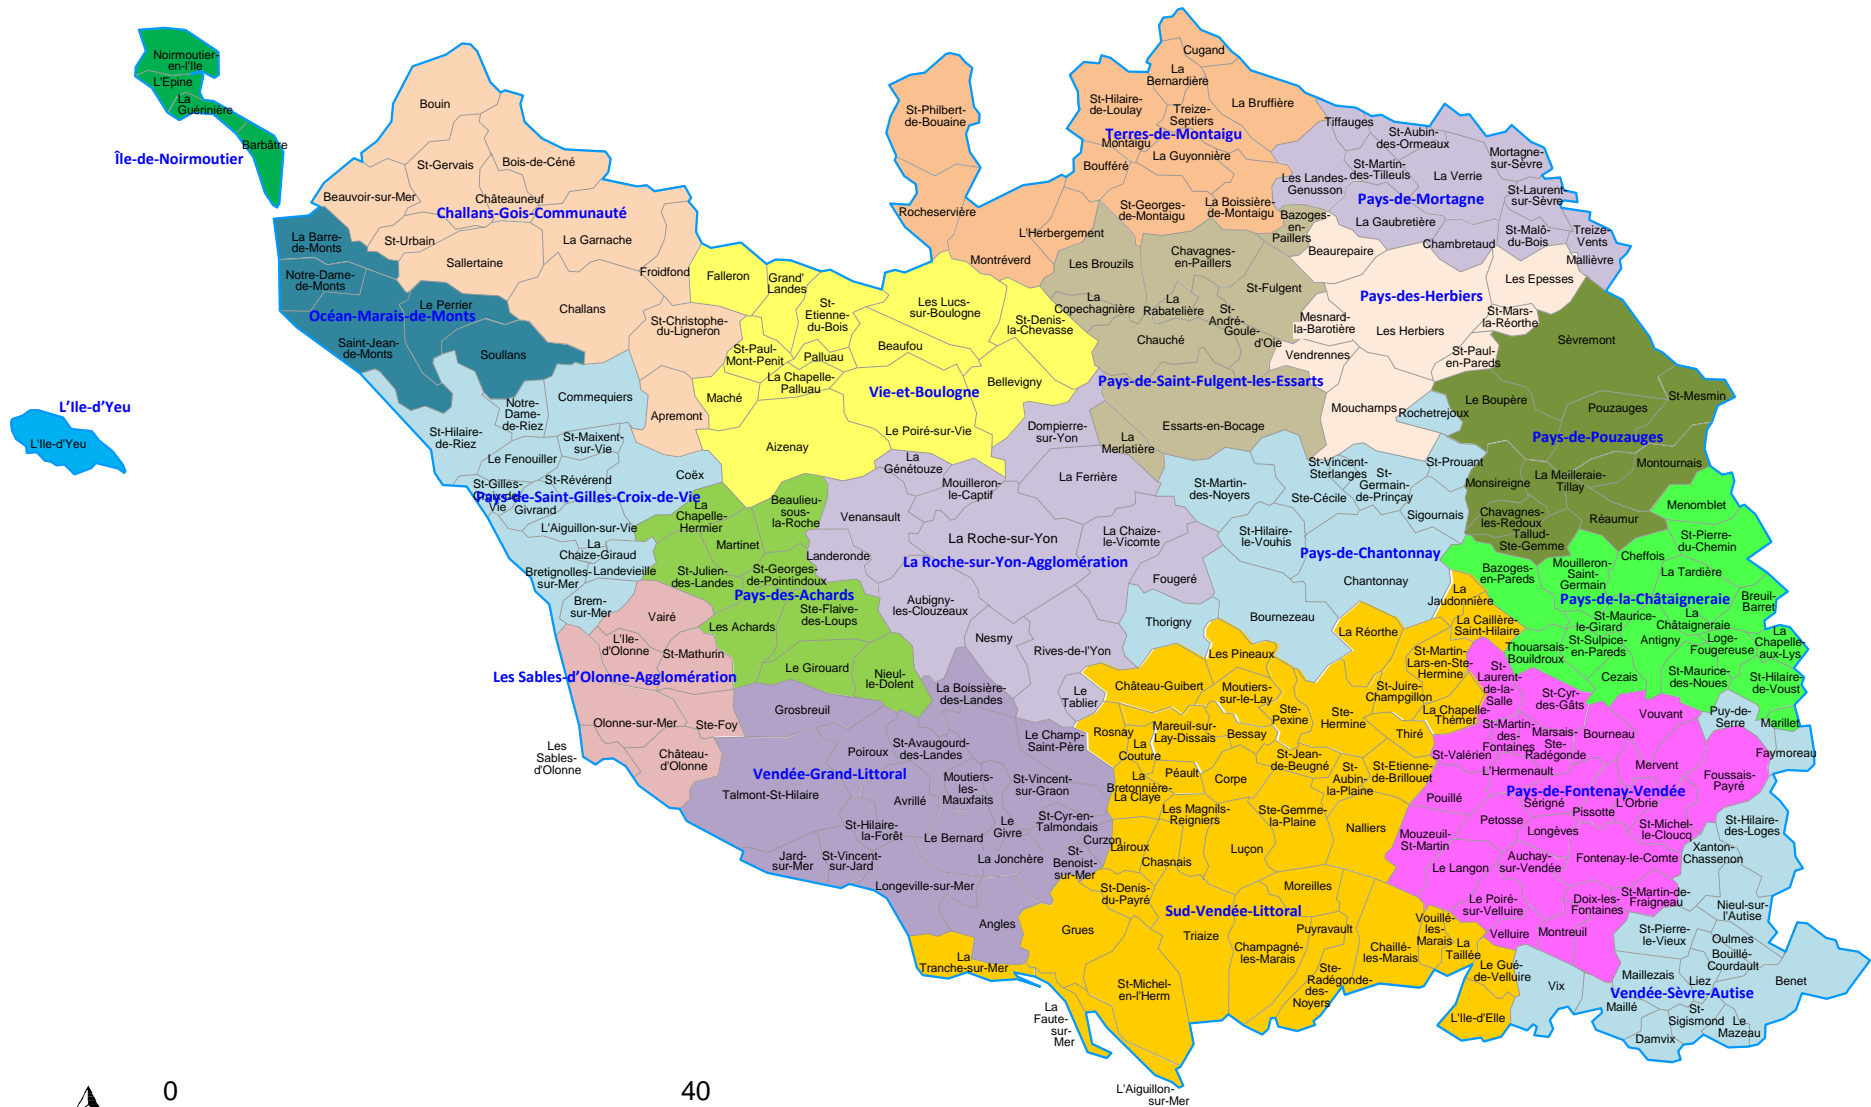 Noirmoutier-
en-l'Ile
L'Epine
La
Guérinière
Barbâtre
Île-de-Noirmoutier
L'Ile-d'Yeu
L'Ile-d'Yeu
Bouin
St-Gervais
Bois-de-Céné
Châteauneuf
Beauvoir-sur-Mer
Challans-Gois-Communauté
St-Urbain
La Garnache
Sallertaine
Froidfond
Challans
St-Christophe-
du-Ligneron
Apremont
La Barre-
de-Monts
Notre-Dame-
de-Monts
Le Perrier
Océan-Marais-de-Monts
Saint-Jean-
de-Monts
Soullans
Notre-
Dame-
de-Riez
Commequiers
St-Hilaire-
de-Riez
St-Maixent-
sur-Vie
Le Fenouiller
Coëx
St-Révérend
St-Gilles-
Croix-de-
Vie
Pays-de-Saint-Gilles-Croix-de-Vie
Givrand
L'Aiguillon-sur-Vie
La
Chaize-Giraud
Bretignolles-
sur-Mer
Landevieille
Brem-
sur-Mer
Falleron
Grand'
Landes
St-
Etienne-
du-Bois
Les Lucs-
sur-Boulogne
St-Denis-
la-Chevasse
St-Paul-
Mont-Penit
Palluau
Beaufou
La Chapelle-
Palluau
Bellevigny
Maché
Vie-et-Boulogne
Le Poiré-sur-Vie
Aizenay
St-Philbert-
de-Bouaine
Rocheservière
Montréverd
L'Herbergement
Cugand
La
Bernardière
St-Hilaire-
de-Loulay
Treize-
Septiers
La Bruffière
Terres-de-Montaigu
Montaigu
La Guyonnière
Boufféré
St-Georges-
de-Montaigu
La Boissière-
de-Montaigu
Tiffauges
St-Aubin-
des-Ormeaux
Mortagne-
sur-Sèvre
St-Martin-
des-Tilleuls
La Verrie
Les Landes-
Genusson
St-Laurent-
sur-Sèvre
Pays-de-Mortagne
La Gaubretière
St-Malô-
du-Bois
Treize-
Vents
Chambretaud
Mallièvre
Bazoges-
en-
Paillers
Les Brouzils
Chavagnes-
en-Paillers
St-Fulgent
La
Copechagnière
La
Rabatelière
St-
André-
Goule-
d'Oie
Chauché
Pays-de-Saint-Fulgent-les-Essarts
Essarts-en-Bocage
La
Merlatière
Beaurepaire
Les Epesses
Pays-des-Herbiers
Mesnard-
la-Barotière
Les Herbiers
St-Mars-
la-Réorthe
St-Paul-
en-Pareds
Vendrennes
Mouchamps
Sèvremont
Le Boupère
Pouzauges
St-Mesmin
Pays-de-Pouzauges
Montournais
Monsireigne
La Meilleraie-
Tillay
Chavagnes-
les-Redoux
Réaumur
Tallud-
Ste-Gemme
Rochetrejoux
St-Prouant
St-Vincent-
Sterlanges
St-
Germain-
de-Prinçay
St-Martin-
des-Noyers
Ste-Cécile
Sigournais
St-Hilaire-
le-Vouhis
Pays-de-Chantonnay
Chantonnay
Bournezeau
Thorigny
Dompierre-
sur-Yon
La
Génétouze
Mouilleron-
le-Captif
La Ferrière
Venansault
La Roche-sur-Yon
La Chaize-
le-Vicomte
Landeronde
La Roche-sur-Yon-Agglomération
Fougeré
Aubigny-
les-Clouzeaux
Nesmy
Rives-de-l'Yon
Le
Tablier
La
Chapelle-
Hermier
Beaulieu-
sous-
la-Roche
Martinet
St-Julien-
des-Landes
St-Georges-
de-Pointindoux
Pays-des-Achards
Ste-Flaive-
des-Loups
Les Achards
Le Girouard
Nieul-
le-Dolent
Vairé
L'Ile-
d'Olonne
St-Mathurin
Les Sables-d'Olonne-Agglomération
Olonne-sur-Mer
Ste-Foy
Les
Sables-
d'Olonne
Château-
d'Olonne
Grosbreuil
La Boissière-
des-Landes
Poiroux
St-Avaugourd-
des-Landes
Le Champ-
Saint-Père
Vendée-Grand-Littoral
Talmont-St-Hilaire
Avrillé
Moutiers-
les-
Mauxfaits
St-Vincent-
sur-Graon
St-Hilaire-
la-Forêt
Le Bernard
Le
Givre
St-Cyr-en-
Talmondais
Curzon
Jard-
sur-Mer
St-Vincent-
sur-Jard
La Jonchère
St-
Benoist-
sur-Mer
Longeville-sur-Mer
Angles
Les Pineaux
Château-Guibert
Moutiers-
sur-le-Lay
La Réorthe
La
Jaudonnière
La Caillère-
Saint-Hilaire
St-Martin-
Lars-en-Ste-
Hermine
St-Juire-
Champgillon
La Chapelle-
Thémer
Ste-
Pexine
Ste-
Hermine
Thiré
Rosnay
Mareuil-sur-
Lay-Dissais
Bessay
La
Couture
La
Bretonnière-
La Claye
Péault
Corpe
St-Jean-
de-Beugné
St-
Aubin-
la-Plaine
St-Etienne-
de-Brillouet
Les Magnils-
Reigniers
Ste-Gemme-
la-Plaine
Nalliers
Lairoux
Chasnais
Luçon
St-Denis-
du-Payré
Moreilles
Sud-Vendée-Littoral
Grues
Triaize
Puyravault
Champagné-
les-Marais
Chaillé-
les-Marais
Vouillé-
les-
Marais
La
Taillée
Le Gué-
de-Velluire
L'Ile-d'Elle
Ste-
Radégonde-
des-
Noyers
La
Tranche-sur-Mer
St-Michel-
en-l'Herm
La
Faute-
sur-
Mer
L'Aiguillon-
sur-Mer
Menomblet
St-Pierre-
du-Chemin
Bazoges-
en-Pareds
Mouilleron-
Saint-
Germain
Cheffois
La Tardière
Pays-de-la-Châtaigneraie
Breuil-
Barret
St-Maurice-
le-Girard
La
Châtaigneraie
St-Sulpice-
en-Pareds
Antigny
Loge-
Fougereuse
La
Chapelle-
aux-Lys
Thouarsais-
Bouildroux
Cezais
St-Maurice-
des-Noues
St-Hilaire-
de-Voust
Marillet
St-
Laurent-
de-la-
Salle
St-Cyr-
des-Gâts
Vouvant
St-Martin-
des-
Fontaines
Marsais-
Ste-
Radégonde
Bourneau
St-Valérien
L'Hermenault
Mervent
Foussais-
Payré
Pays-de-Fontenay-Vendée
Pouillé
Sérigné
L'Orbrie
Pissotte
Petosse
St-Michel-
le-Cloucq
Mouzeuil-
St-Martin
Longèves
Auchay-
sur-Vendée
Fontenay-le-Comte
Le Langon
Le Poiré-
sur-Velluire
Doix-les-
Fontaines
St-Martin-de-
Fraigneau
Velluire
Montreuil
Puy-de-
Serre
Faymoreau
St-Hilaire-
des-Loges
Xanton-
Chassenon
Nieul-sur-
l'Autise
St-Pierre-
le-Vieux
Oulmes
Bouillé-
Courdault
Maillezais
Liez
Benet
Vix
Vendée-Sèvre-Autise
Maillé
St-
Sigismond
Le
Mazeau
Damvix
0
40